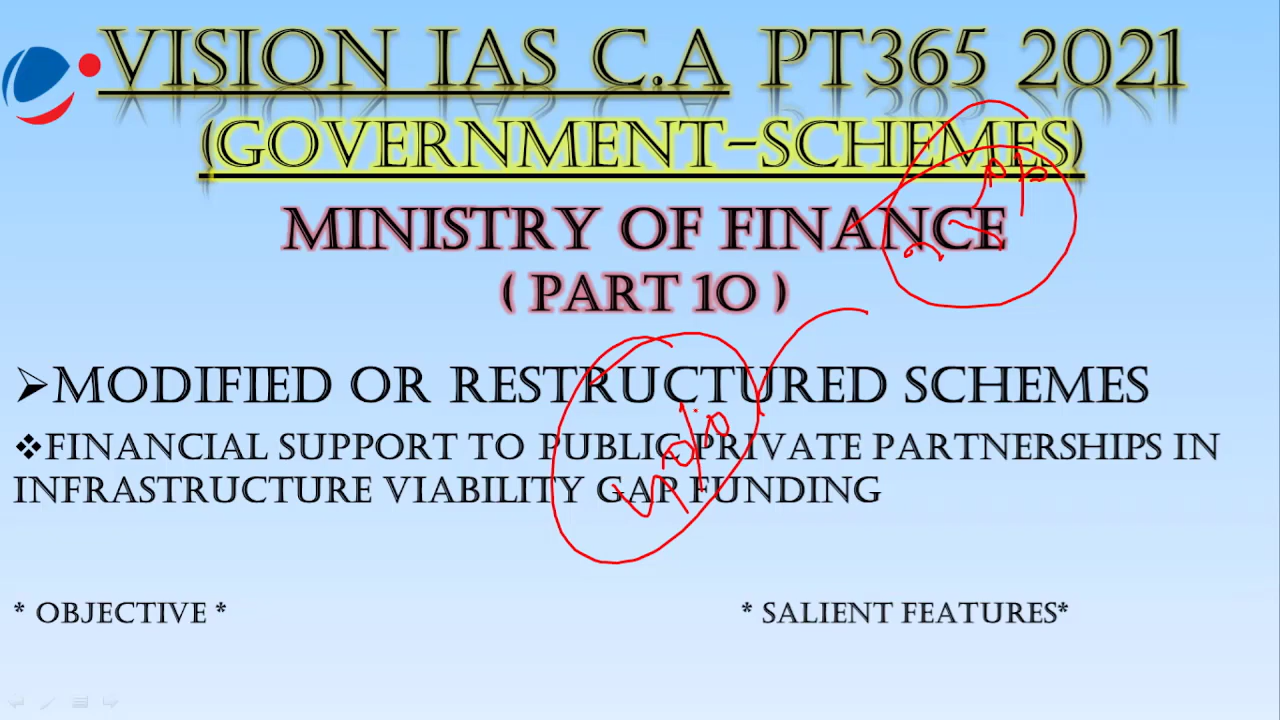 VISION IAS C.A PT365 2021
(GOVERNMENT-SCHEMES)
MINISTRY OF FINANCE
( PART 10 )
➢MODIFIED OR RESTRUCTURED SCHEMES
❖FINANCIAL SUPPORT TO PUBLIC PRIVATE PARTNERSHIPS IN
INFRASTRUCTURE VIABILITY GAP FUNDING
* OBJECTIVE *
* SALIENT FEATURES*